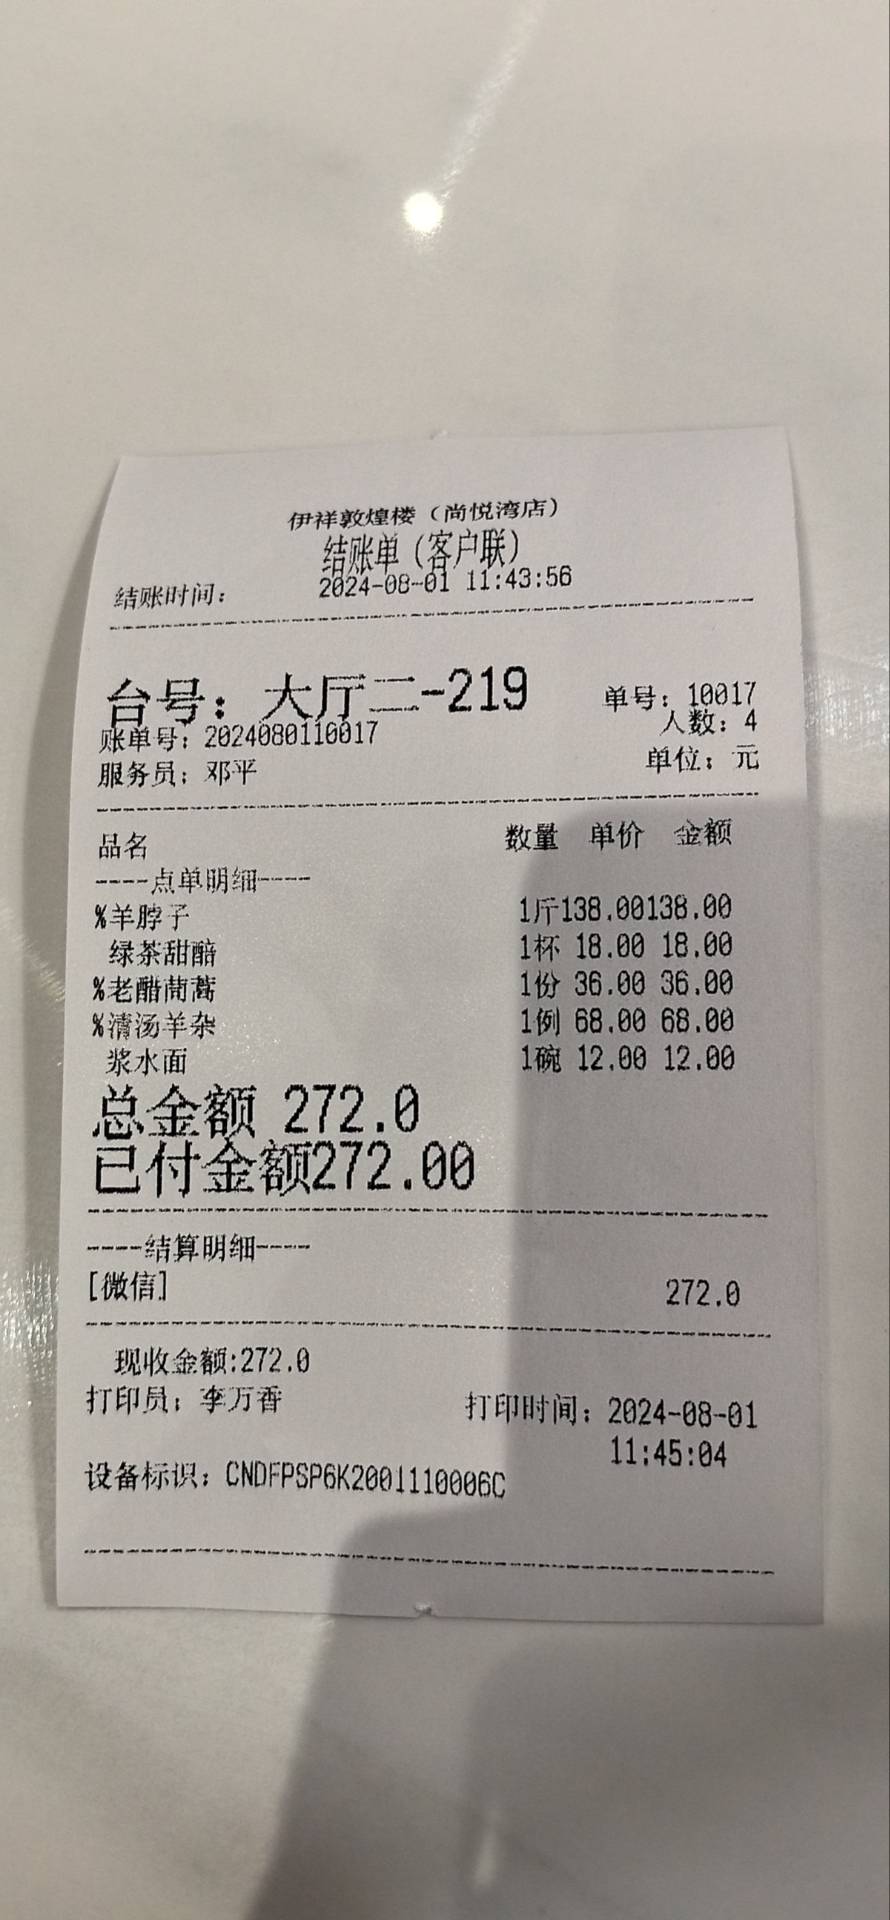 伊祥敦煌楼（尚悦湾店）
结账单（客户联）
结账时间： 2024-08-01 11:43:56
台号：大厅二-219 单号：10017
账单号：2024080110017 人数：4
服务员：邓平 单位：元
品名 数量 单价 金额
----点单明细----
%羊脖子 1斤138.00138.00
绿茶甜醅 1杯 18.00 18.00
%老醋茼蒿 1份 36.00 36.00
%清汤羊杂 1例 68.00 68.00
浆水面 1碗 12.00 12.00
总金额 272.0
已付金额272.00
----结算明细----
[微信] 272.0
现收金额:272.0
打印员：李万香 打印时间：2024-08-01
11:45:04
设备标识：CNDFPSP6K2001110006C